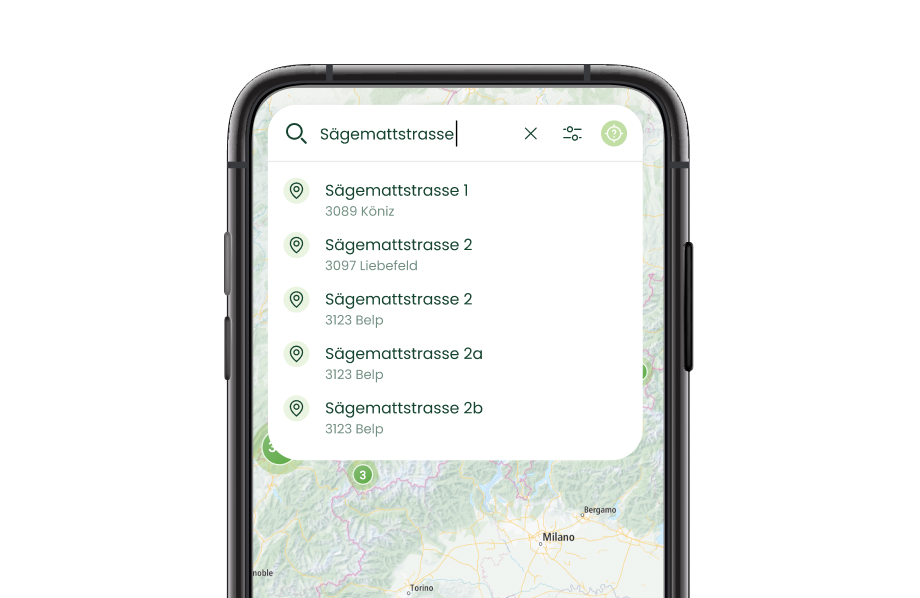 Sägemattstrasse
Sägemattstrasse 1
3089 Köniz
Sägemattstrasse 2
3097 Liebefeld
Sägemattstrasse 2
3123 Belp
Sägemattstrasse 2a
3123 Belp
Sägemattstrasse 2b
3123 Belp
3
Bergamo
Milano
noble
Torino